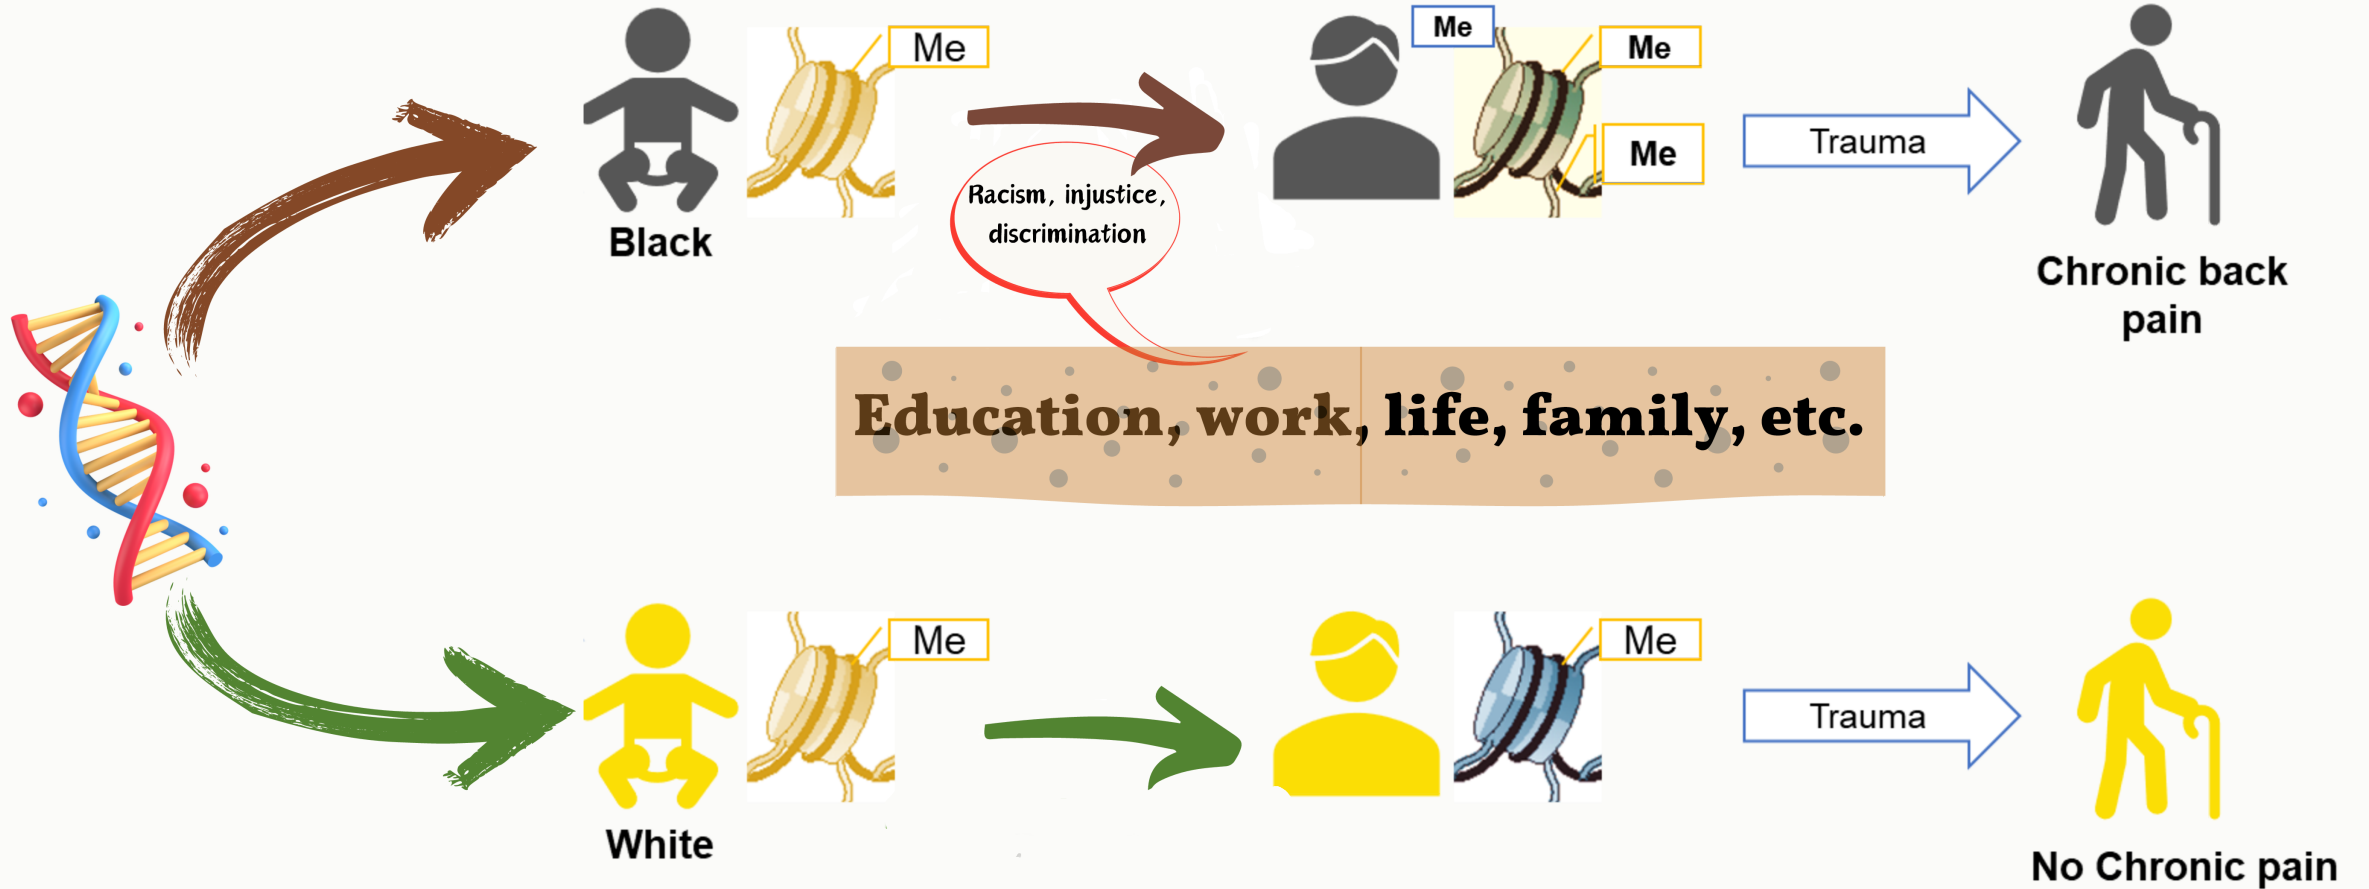 Me
Me
Me
Me
Trauma
Racism, injustice,
discrimination
Black
Chronic back
pain
Education, work, life, family, etc.
Me
Me
Trauma
White
No Chronic pain